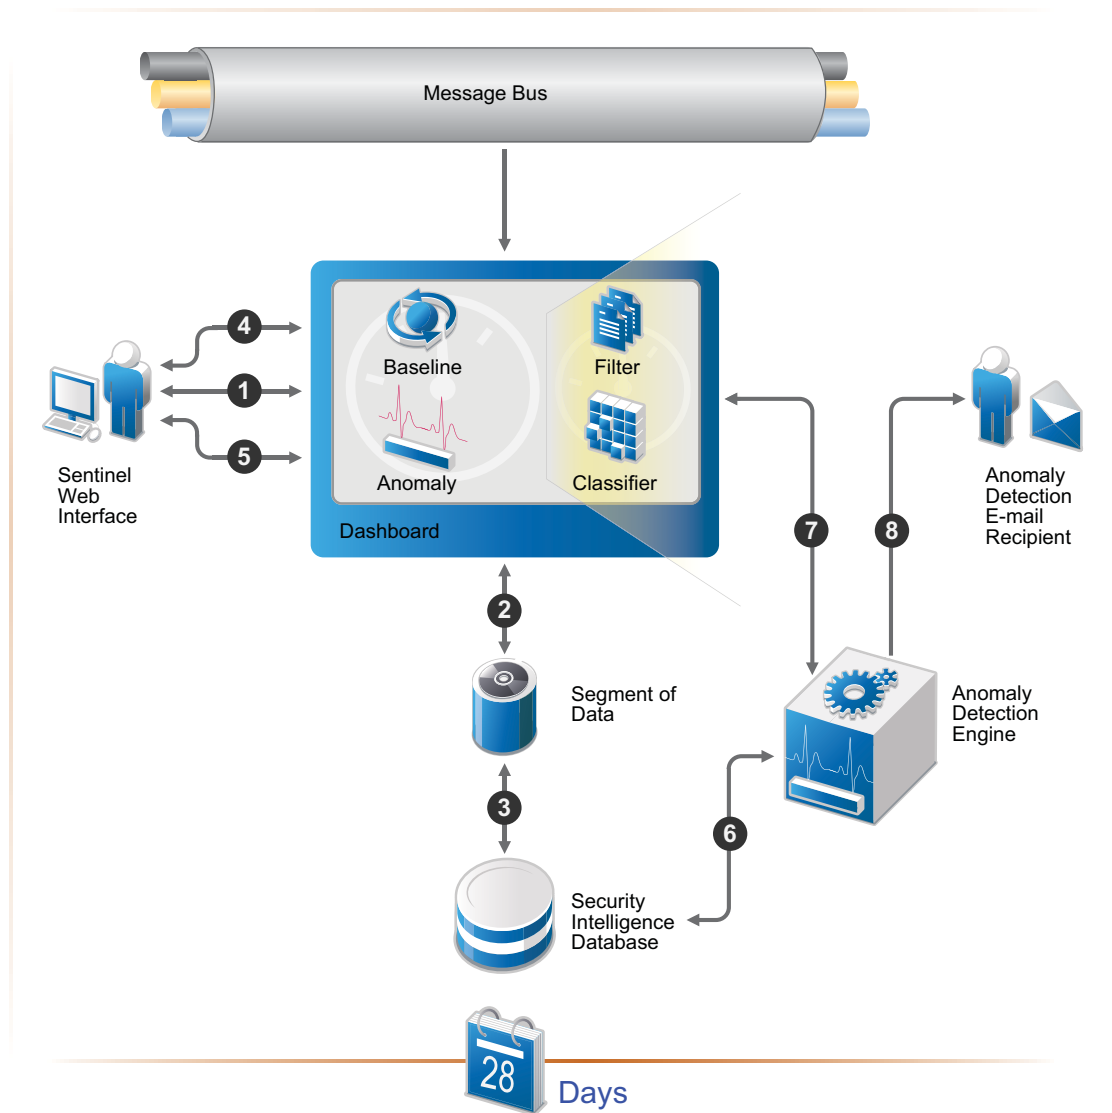 Message Bus
4
1
5
Sentinel
Web
Interface
Baseline
Anomaly
Filter
Classifier
Dashboard
7
8
Anomaly
Detection
E-mail
Recipient
2
Segment of
Data
Anomaly
Detection
Engine
3
6
Security
Intelligence
Database
28
Days